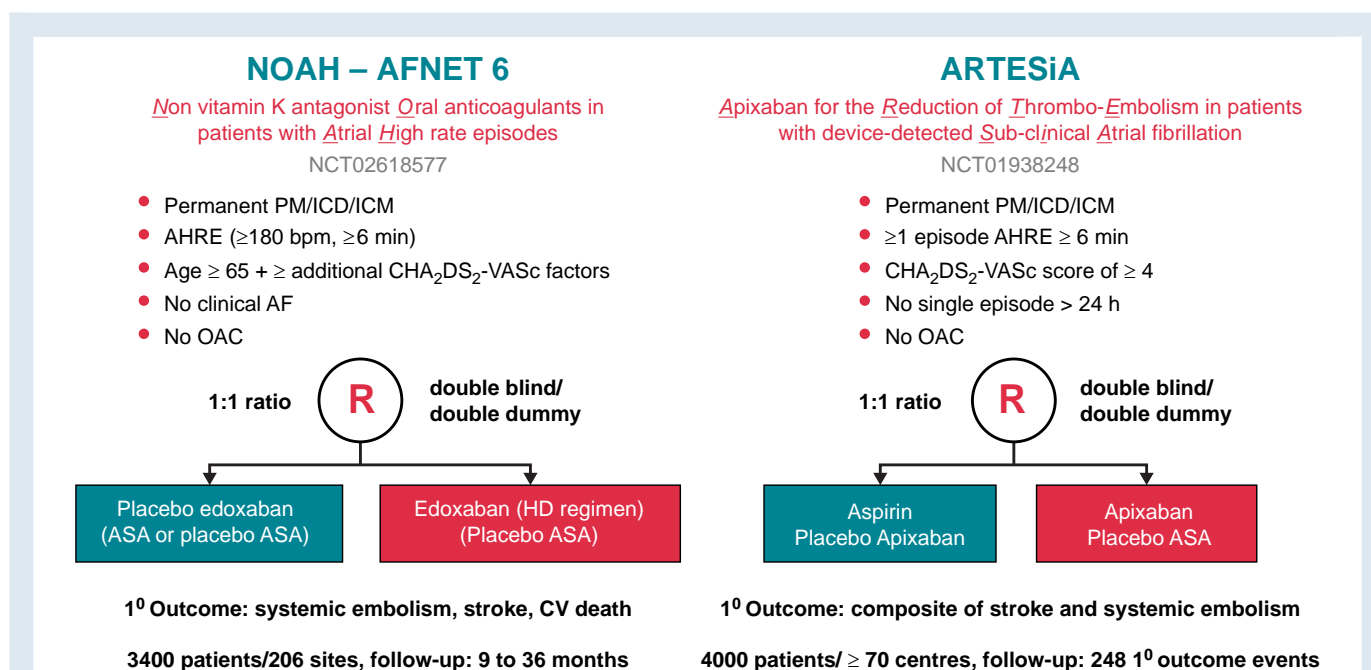 NOAH – AFNET 6
Non vitamin K antagonist Oral anticoagulants in
patients with Atrial High rate episodes
NCT02618577
• Permanent PM/ICD/ICM
• AHRE (≥180 bpm, ≥6 min)
• Age ≥ 65 + ≥ additional CHA₂DS₂-VASc factors
• No clinical AF
• No OAC
1:1 ratio
R
double blind/
double dummy
Placebo edoxaban
(ASA or placebo ASA)
Edoxaban (HD regimen)
(Placebo ASA)
1⁰ Outcome: systemic embolism, stroke, CV death
3400 patients/206 sites, follow-up: 9 to 36 months
ARTESiA
Apixaban for the Reduction of Thrombo-Embolism in patients
with device-detected Sub-clinical Atrial fibrillation
NCT01938248
• Permanent PM/ICD/ICM
• ≥1 episode AHRE ≥ 6 min
• CHA₂DS₂-VASc score of ≥ 4
• No single episode > 24 h
• No OAC
1:1 ratio
R
double blind/
double dummy
Aspirin
Placebo Apixaban
Apixaban
Placebo ASA
1⁰ Outcome: composite of stroke and systemic embolism
4000 patients/ ≥ 70 centres, follow-up: 248 1⁰ outcome events